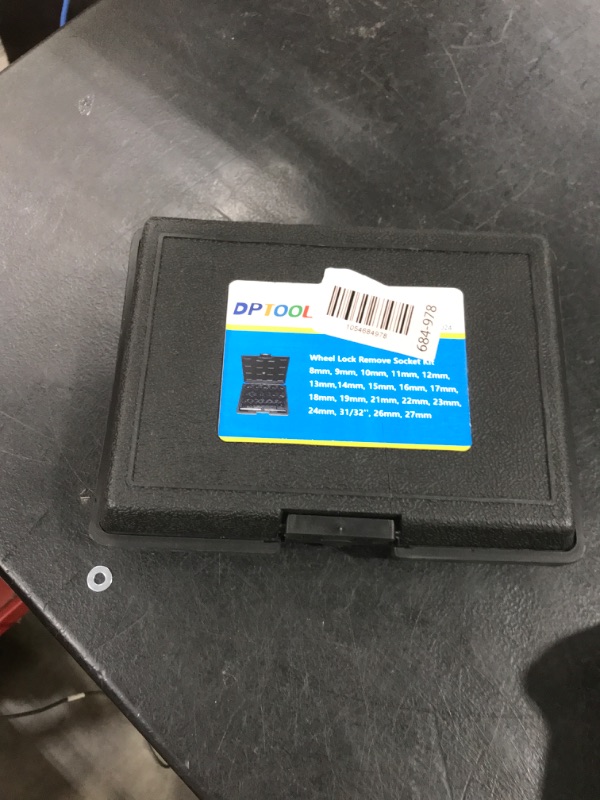 DPTOOL
1054884978
684-978
Wheel Lock Remove Socket Kit
8mm, 9mm, 10mm, 11mm, 12mm,
13mm,14mm, 15mm, 16mm, 17mm,
18mm, 19mm, 21mm, 22mm, 23mm,
24mm, 31/32'', 26mm, 27mm